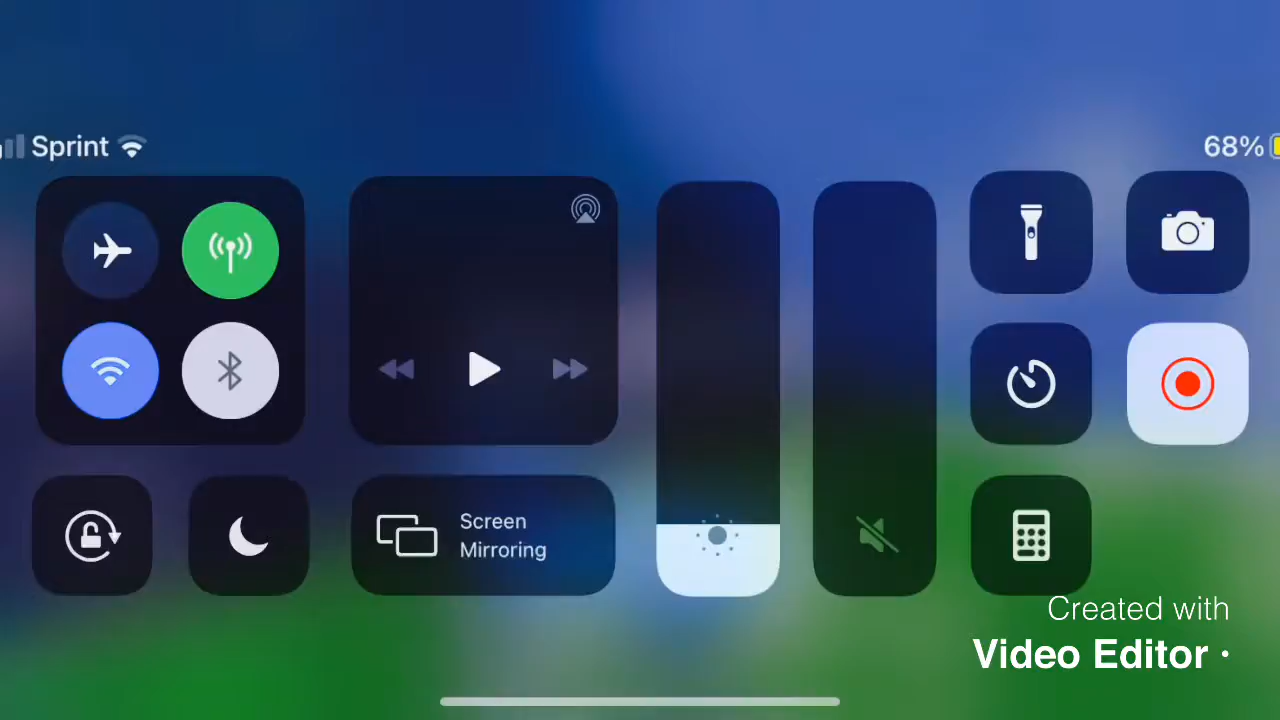 Sprint
68%
Screen
Mirroring
Created with
Video Editor ·